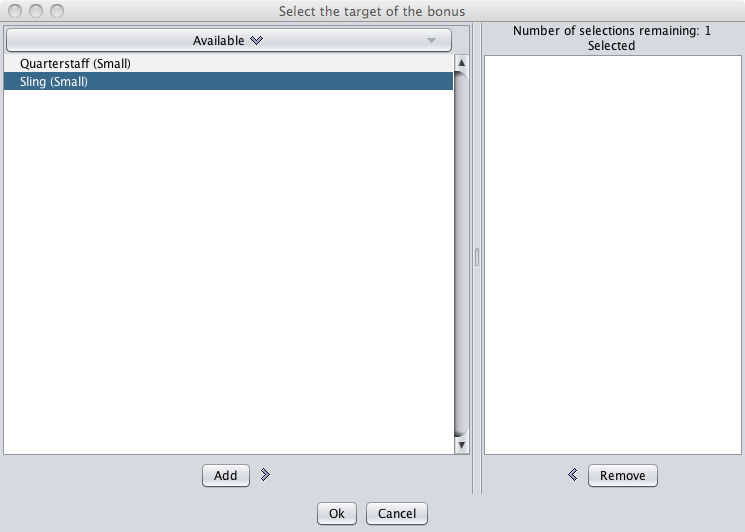 Select the target of the bonus
Available
Quarterstaff (Small)
Sling (Small)
Number of selections remaining: 1
Selected
Add
Remove
Ok
Cancel